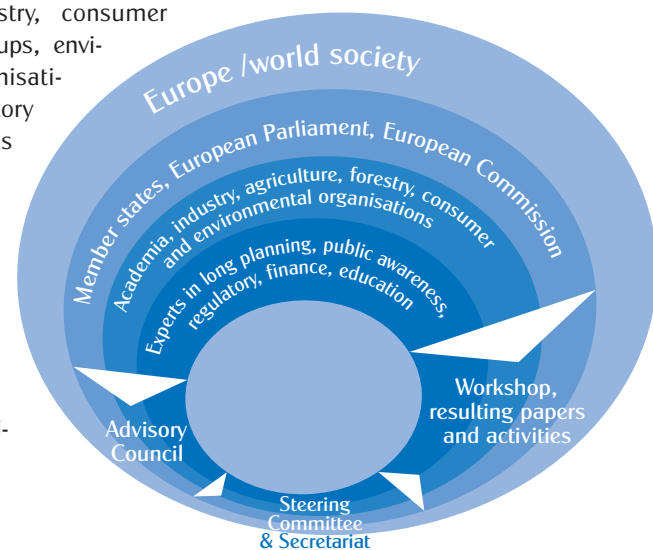 stry, consumer
ups, envi-
nisati-
tory
s
i-
Europe /world society
Member states, European Parliament, European Commission
Academia, industry, agriculture, forestry, consumer
and environmental organisations
Experts in long planning, public awareness,
regulatory, finance, education
Advisory
Council
Workshop,
resulting papers
and activities
Steering
Committee
& Secretariat